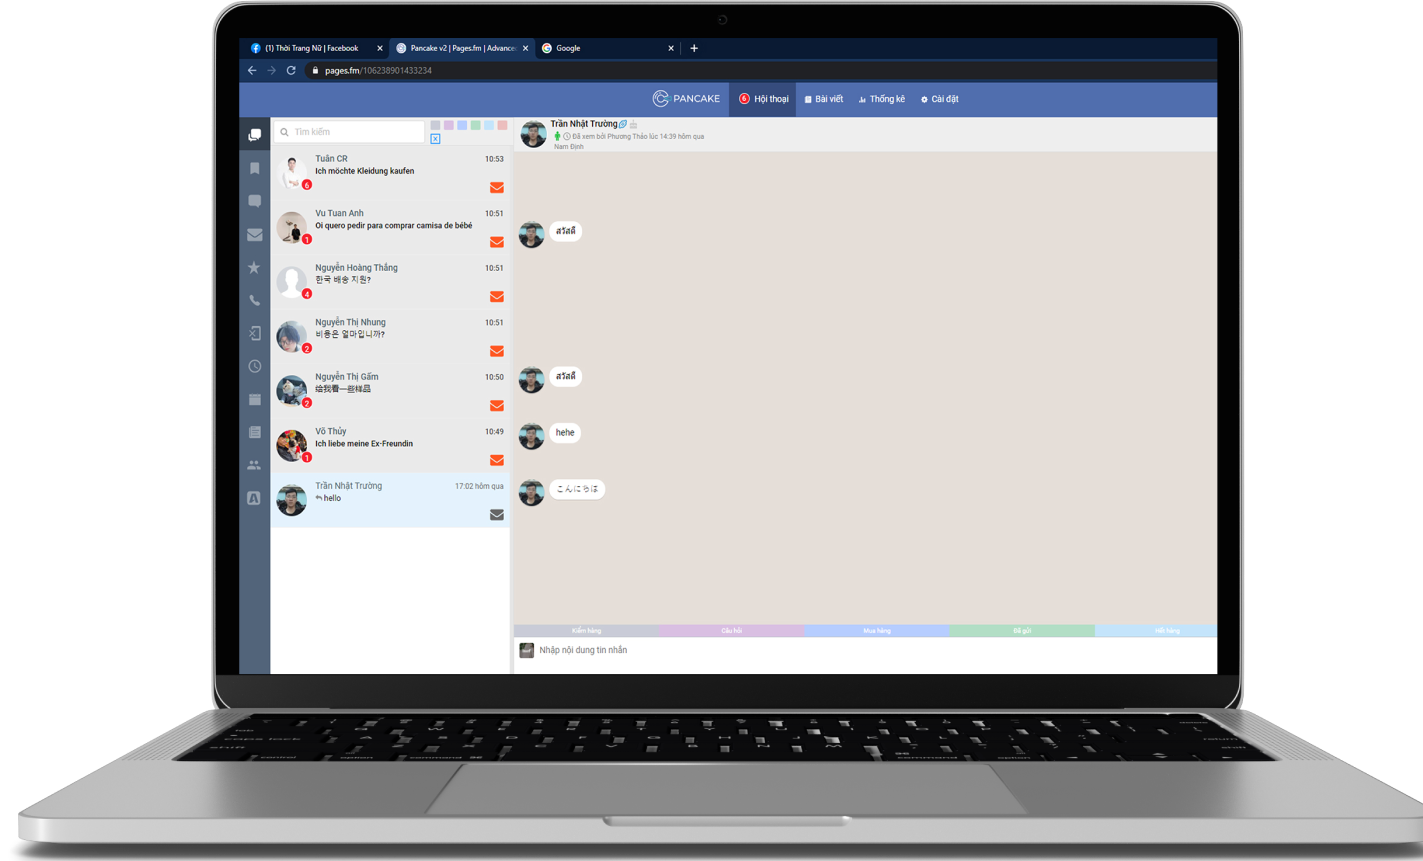 (1) Thời Trang Nữ | Facebook
Pancake v2 | Pages.fm | Advance
Google
pages.fm/106238901433234
PANCAKE
6 Hội thoại
Bài viết
Thống kê
Cài đặt
Tìm kiếm
Tuân CR 10:53
Ich möchte Kleidung kaufen
6
Vu Tuan Anh 10:51
Oi quero pedir para comprar camisa de bébé
1
Nguyễn Hoàng Thắng 10:51
한국 배송 지원?
4
Nguyễn Thị Nhung 10:51
비용은 얼마입니까?
2
Nguyễn Thị Gấm 10:50
给我看一些样品
2
Võ Thủy 10:49
Ich liebe meine Ex-Freundin
1
Trần Nhật Trường 17:02 hôm qua
hello
Trần Nhật Trường
Đã xem bởi Phương Thảo lúc 14:39 hôm qua
Nam Định
สวัสดี
สวัสดี
hehe
こんにちは
Kiểm hàng
Câu hỏi
Mua hàng
Đã gửi
Hết hàng
Nhập nội dung tin nhắn